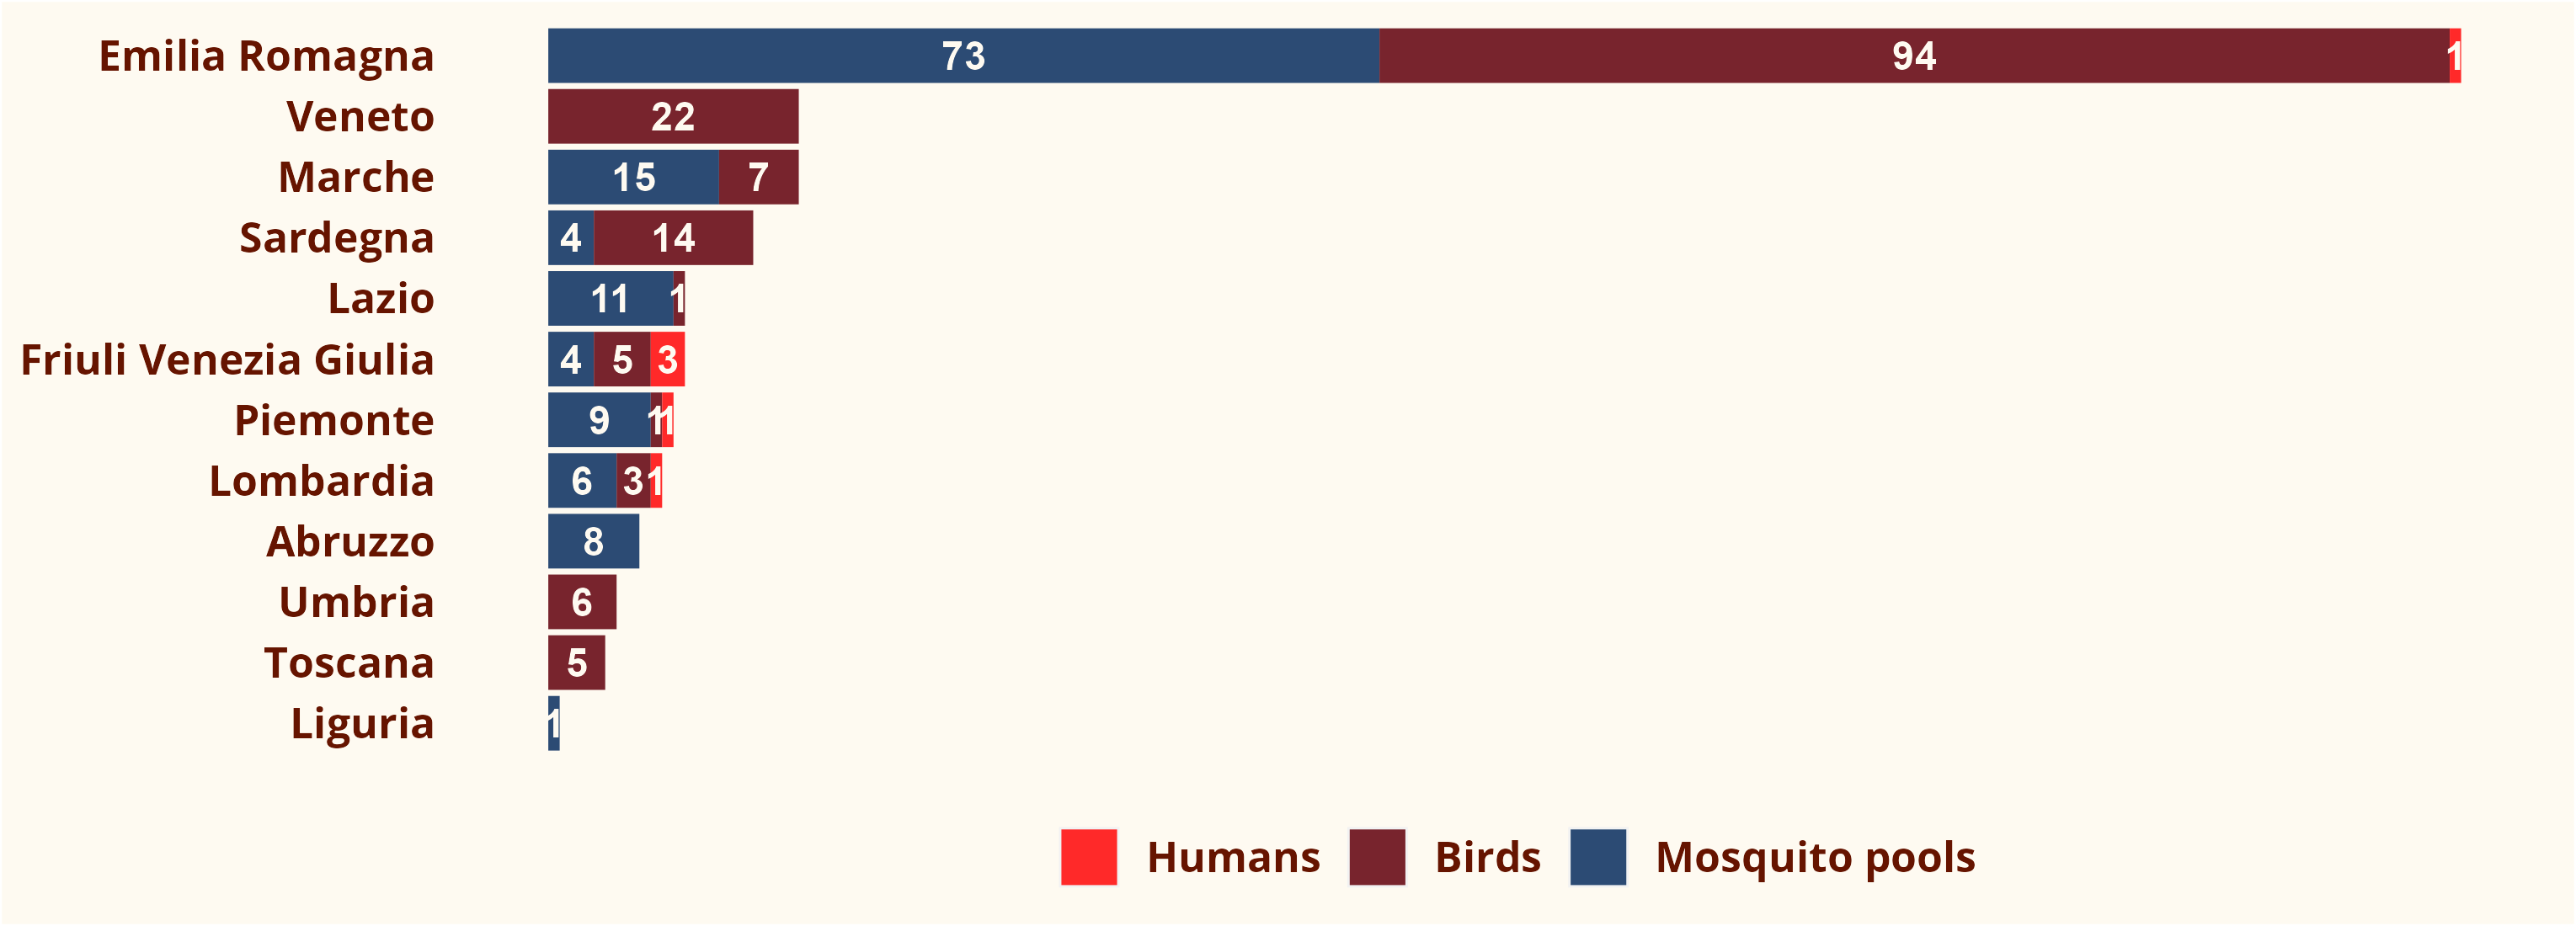 Emilia Romagna 73 94 1
Veneto 22
Marche 15 7
Sardegna 4 14
Lazio 11 1
Friuli Venezia Giulia 4 5 3
Piemonte 9 1 1
Lombardia 6 3 1
Abruzzo 8
Umbria 6
Toscana 5
Liguria 1
Humans Birds Mosquito pools